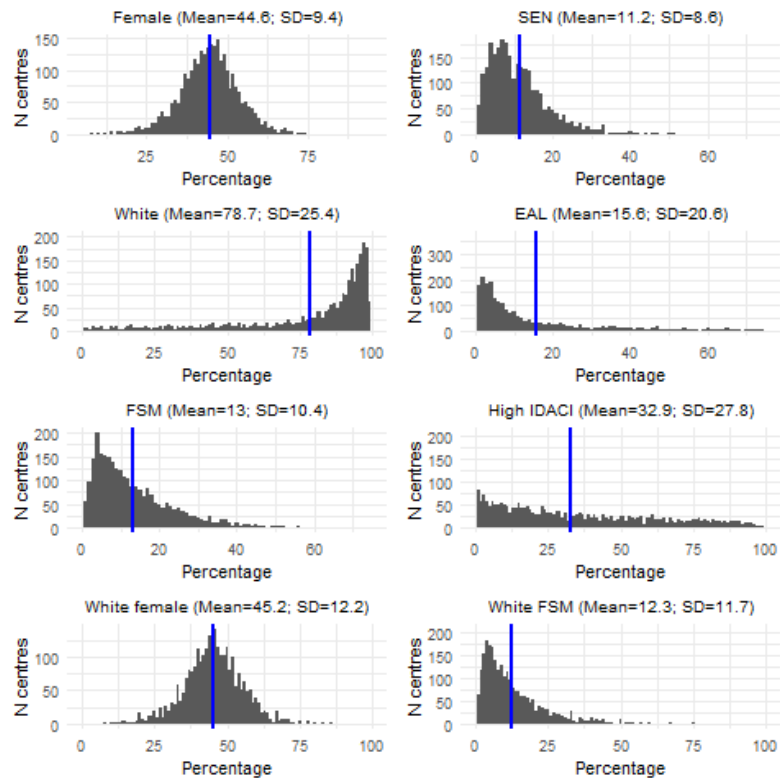 Female (Mean=44.6; SD=9.4)
N centres
150
100
50
0
25 50 75
Percentage
SEN (Mean=11.2; SD=8.6)
N centres
150
100
50
0
0 20 40 60
Percentage
White (Mean=78.7; SD=25.4)
N centres
200
150
100
50
0
0 25 50 75 100
Percentage
EAL (Mean=15.6; SD=20.6)
N centres
300
200
100
0
0 20 40 60
Percentage
FSM (Mean=13; SD=10.4)
N centres
200
150
100
50
0
0 20 40 60
Percentage
High IDACI (Mean=32.9; SD=27.8)
N centres
200
150
100
50
0
0 25 50 75 100
Percentage
White female (Mean=45.2; SD=12.2)
N centres
100
50
0
0 25 50 75 100
Percentage
White FSM (Mean=12.3; SD=11.7)
N centres
200
150
100
50
0
0 25 50 75 100
Percentage